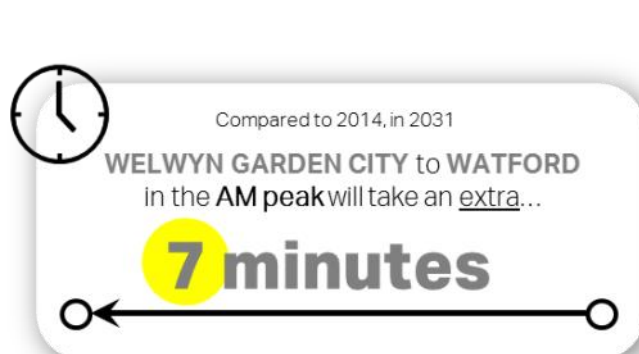 Compared to 2014, in 2031
WELWYN GARDEN CITY to WATFORD
in the AM peak will take an extra...
7 minutes